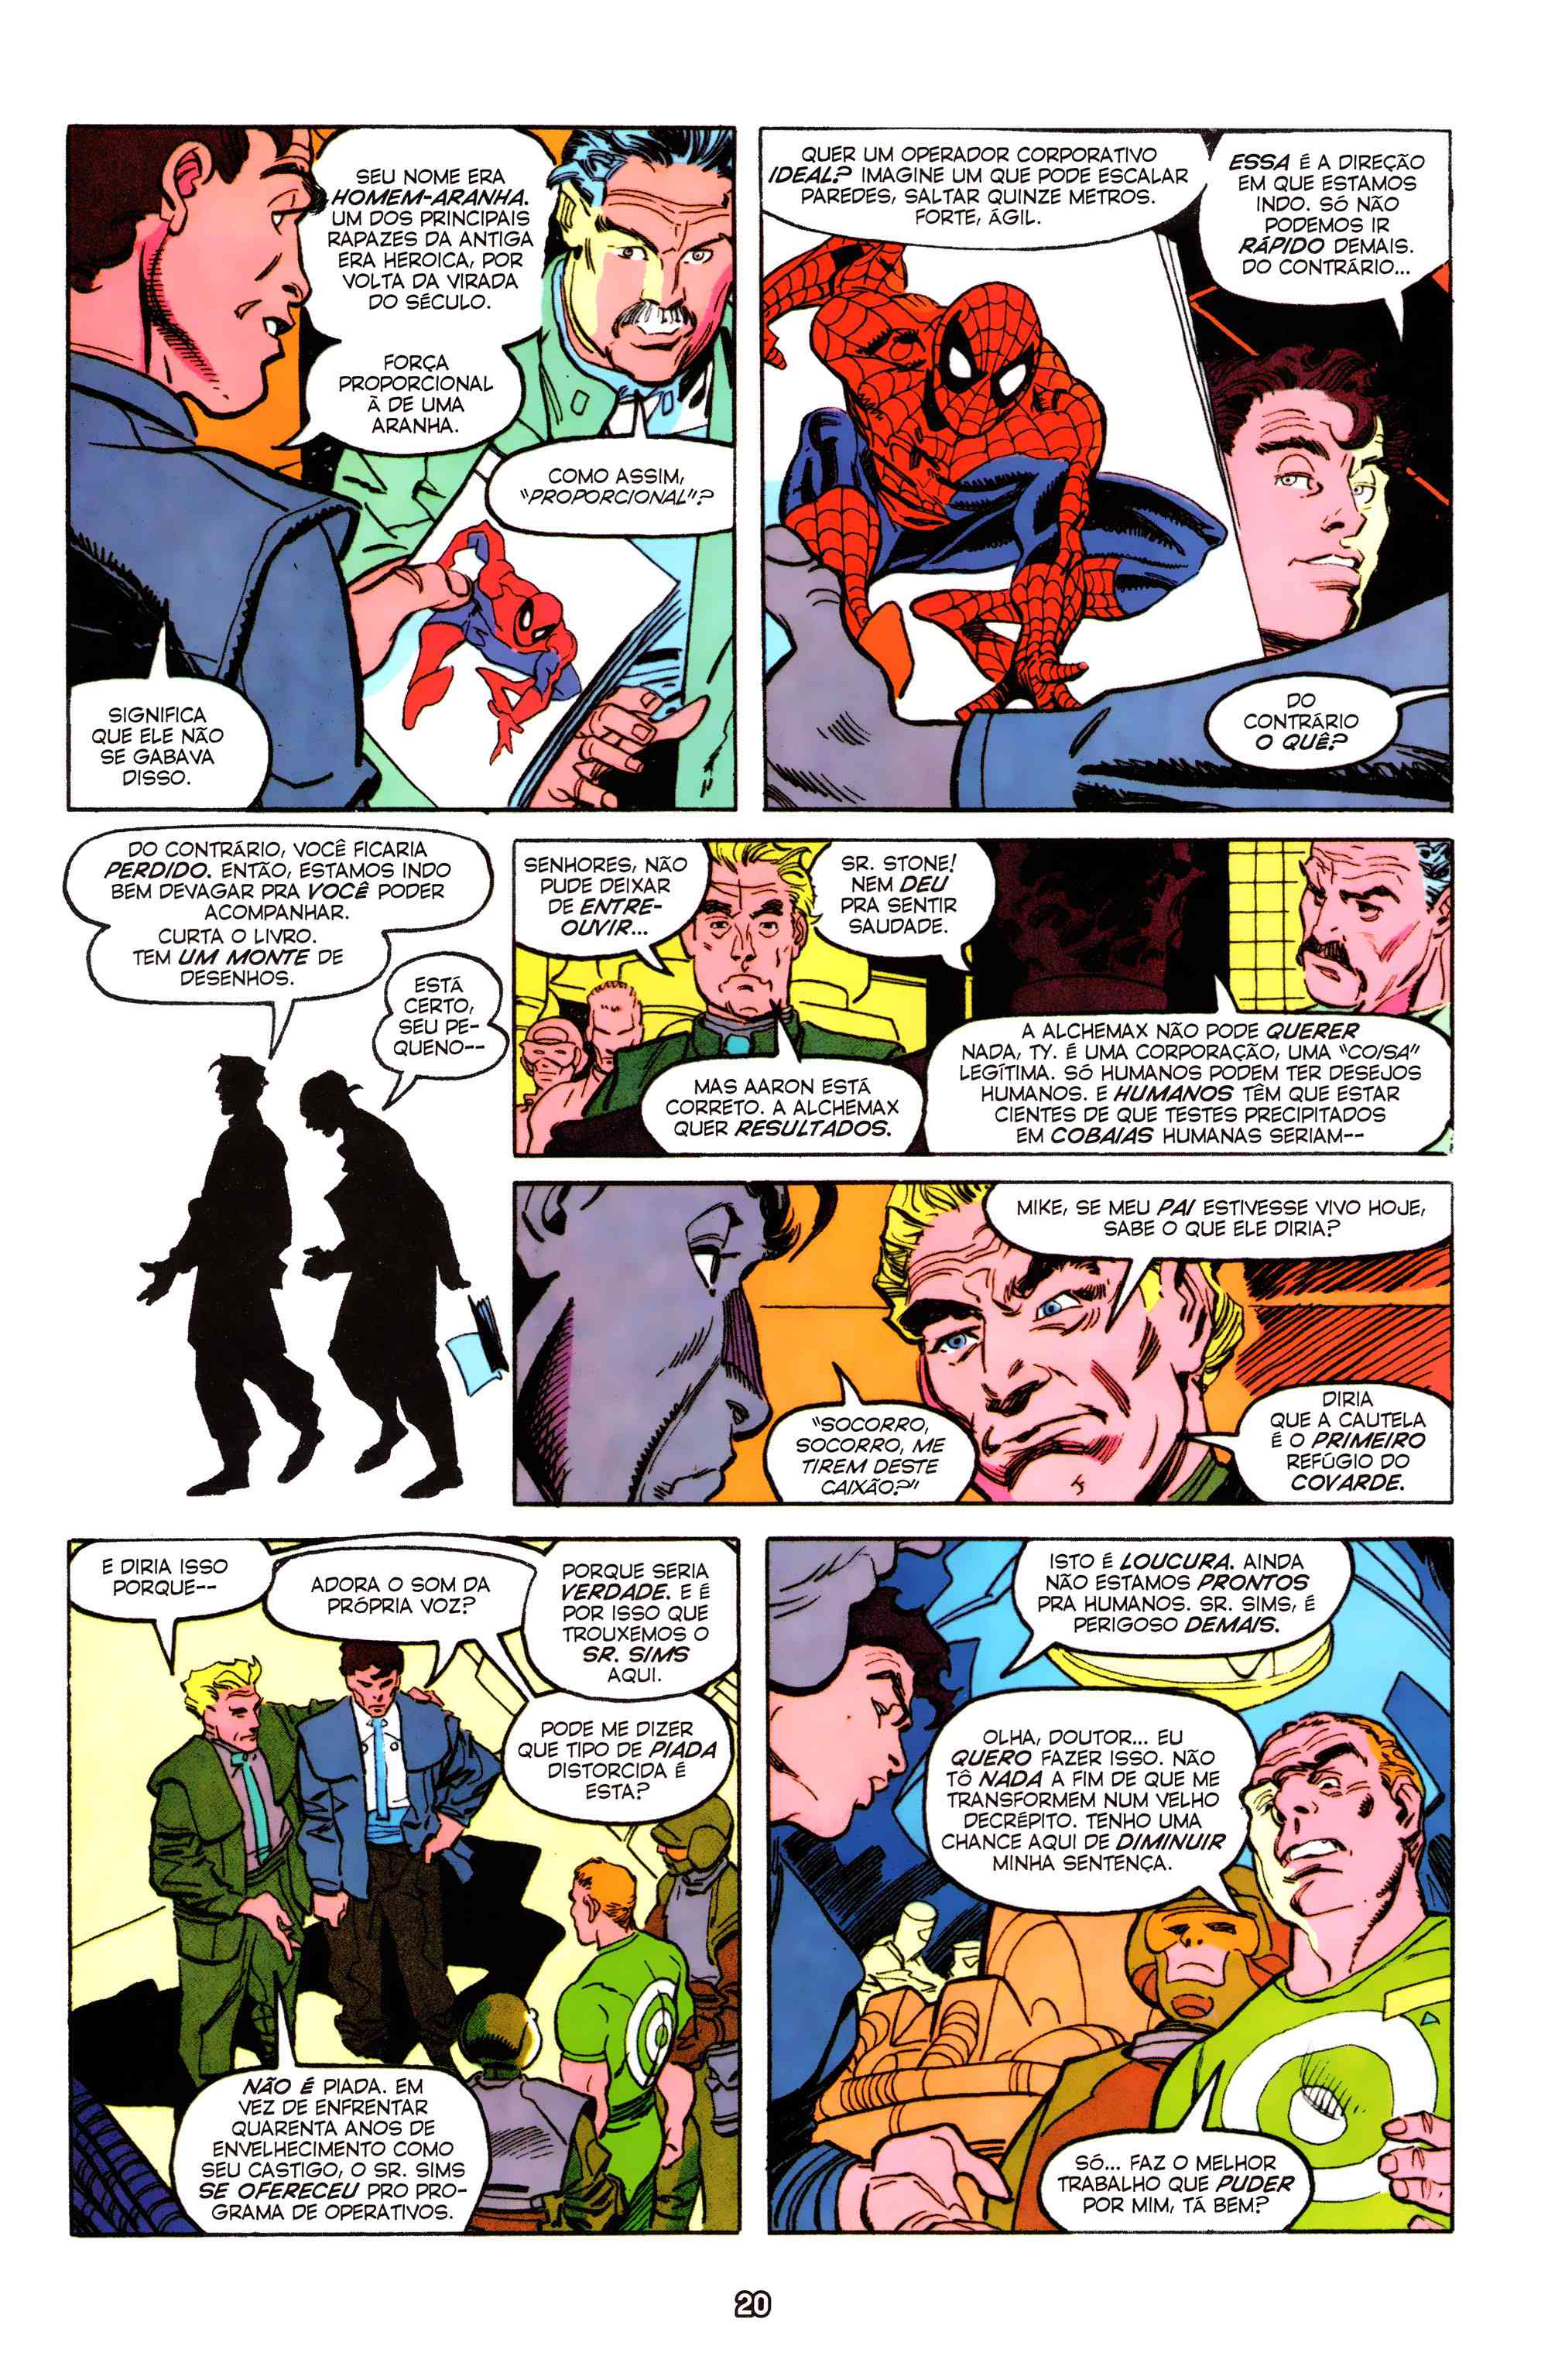 SEU NOME ERA
HOMEM-ARANHA.
UM DOS PRINCIPAIS
RAPAZES DA ANTIGA
ERA HEROICA, POR
VOLTA DA VIRADA
DO SÉCULO.
FORÇA
PROPORCIONAL
À DE UMA
ARANHA.
COMO ASSIM,
"PROPORCIONAL"?
SIGNIFICA
QUE ELE NÃO
SE GABAVA
DISSO.
QUER UM OPERADOR CORPORATIVO
IDEAL? IMAGINE UM QUE PODE ESCALAR
PAREDES, SALTAR QUINZE METROS.
FORTE, ÁGIL.
ESSA É A DIREÇÃO
EM QUE ESTAMOS
INDO. SÓ NÃO
PODEMOS IR
RÁPIDO DEMAIS.
DO CONTRÁRIO...
DO
CONTRÁRIO
O QUÊ?
DO CONTRÁRIO, VOCÊ FICARIA
PERDIDO. ENTÃO, ESTAMOS INDO
BEM DEVAGAR PRA VOCÊ PODER
ACOMPANHAR.
CURTA O LIVRO.
TEM UM MONTE DE
DESENHOS.
ESTÁ
CERTO,
SEU PE-
QUENO--
SENHORES, NÃO
PUDE DEIXAR
DE ENTRE-
OUVIR...
SR. STONE!
NEM DEU
PRA SENTIR
SAUDADE.
MAS AARON ESTÁ
CORRETO. A ALCHEMAX
QUER RESULTADOS.
A ALCHEMAX NÃO PODE QUERER
NADA, TY. É UMA CORPORAÇÃO, UMA "COISA"
LEGÍTIMA. SÓ HUMANOS PODEM TER DESEJOS
HUMANOS. E HUMANOS TÊM QUE ESTAR
CIENTES DE QUE TESTES PRECIPITADOS
EM COBAIAS HUMANAS SERIAM--
MIKE, SE MEU PAI ESTIVESSE VIVO HOJE,
SABE O QUE ELE DIRIA?
"SOCORRO,
SOCORRO, ME
TIREM DESTE
CAIXÃO?"
DIRIA
QUE A CAUTELA
É O PRIMEIRO
REFÚGIO DO
COVARDE.
E DIRIA ISSO
PORQUE--
ADORA O SOM DA
PRÓPRIA VOZ?
PORQUE SERIA
VERDADE. E É
POR ISSO QUE
TROUXEMOS O
SR. SIMS
AQUI.
PODE ME DIZER
QUE TIPO DE PIADA
DISTORCIDA É
ESTA?
NÃO É PIADA. EM
VEZ DE ENFRENTAR
QUARENTA ANOS DE
ENVELHECIMENTO COMO
SEU CASTIGO, O SR. SIMS
SE OFERECEU PRO PRO-
GRAMA DE OPERATIVOS.
ISTO É LOUCURA. AINDA
NÃO ESTAMOS PRONTOS
PRA HUMANOS. SR. SIMS, É
PERIGOSO DEMAIS.
OLHA, DOUTOR... EU
QUERO FAZER ISSO. NÃO
TÔ NADA A FIM DE QUE ME
TRANSFORMEM NUM VELHO
DECRÉPITO. TENHO UMA
CHANCE AQUI DE DIMINUIR
MINHA SENTENÇA.
SÓ... FAZ O MELHOR
TRABALHO QUE PUDER
POR MIM, TÁ BEM?
20